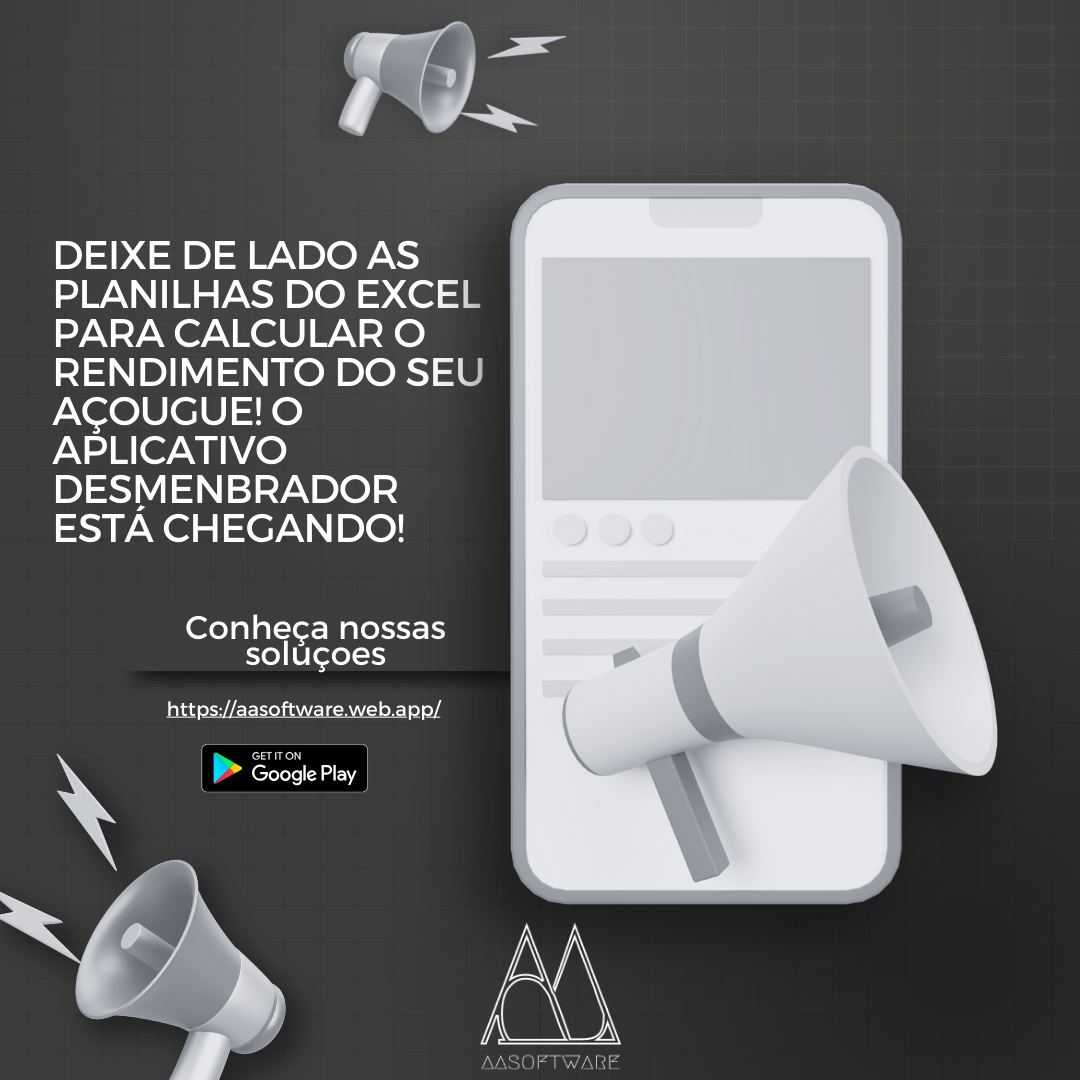 DEIXE DE LADO AS
PLANILHAS DO EXCEL
PARA CALCULAR O
RENDIMENTO DO SEU
AÇOUGUE! O
APLICATIVO
DESMENBRADOR
ESTÁ CHEGANDO!
Conheça nossas
soluçoes
https://aasoftware.web.app/
GET IT ON
Google Play
AASOFTWARE